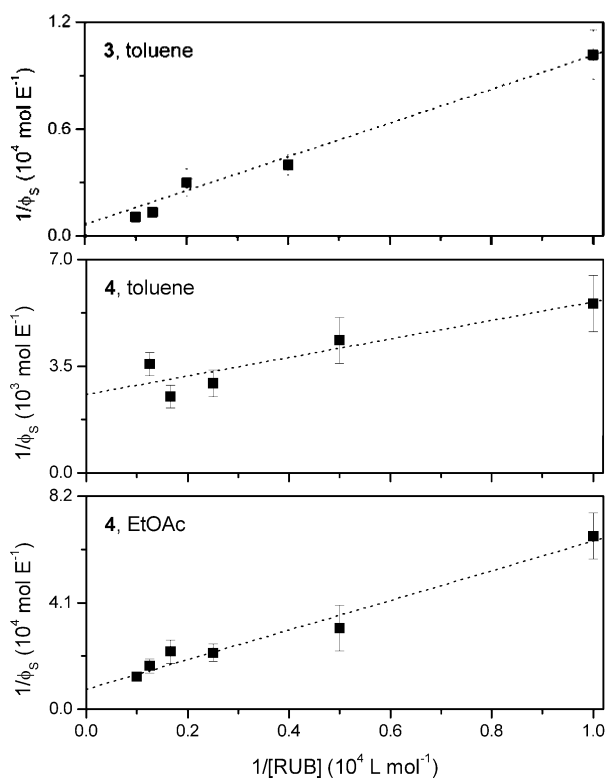 1.2
3, toluene
1/ϕS (10⁴ mol E⁻¹)
0.6
0.0
7.0
4, toluene
1/ϕS (10³ mol E⁻¹)
3.5
0.0
8.2
4, EtOAc
1/ϕS (10⁴ mol E⁻¹)
4.1
0.0
0.0 0.2 0.4 0.6 0.8 1.0
1/[RUB] (10⁴ L mol⁻¹)